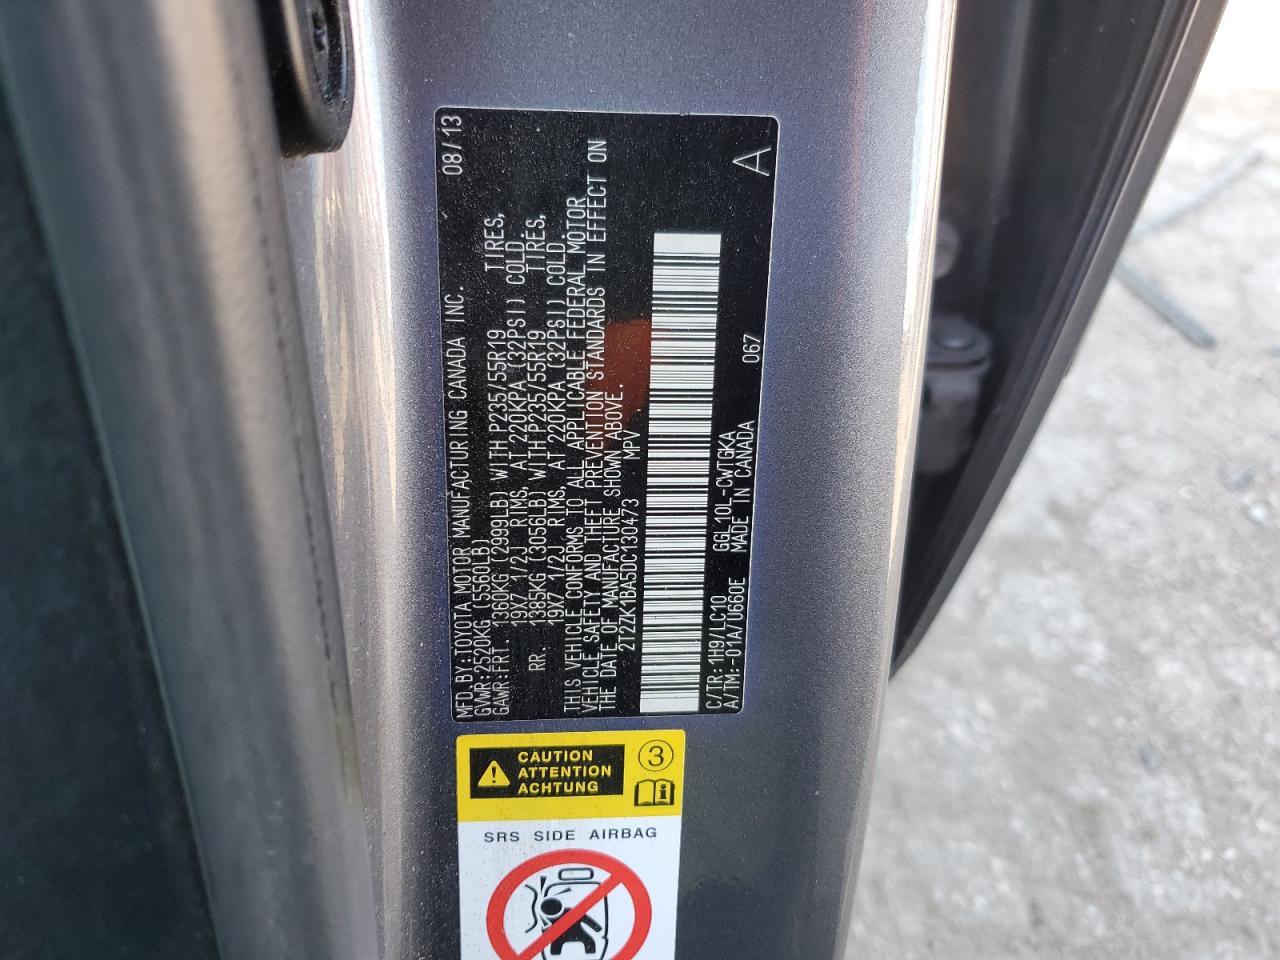 MFD. BY:TOYOTA MOTOR MANUFACTURING CANADA INC. 08/13
GVWR:2520KG (5560LB)
GAWR:FRT. 1360KG (2999LB) WITH P235/55R19 TIRES,
19X7 1/2J RIMS, AT 220KPA (32PSI) COLD.
RR. 1385KG (3056LB) WITH P235/55R19 TIRES,
19X7 1/2J RIMS, AT 220KPA (32PSI) COLD.
THIS VEHICLE CONFORMS TO ALL APPLICABLE FEDERAL MOTOR
VEHICLE SAFETY AND THEFT PREVENTION STANDARDS IN EFFECT ON
THE DATE OF MANUFACTURE SHOWN ABOVE.
2T2ZK1BA5DC130473 MPV
C/TR:1H9/LC10 GGL10L-CWTGKA 067 A
A/TM:-01A/U660E MADE IN CANADA
CAUTION
ATTENTION
ACHTUNG
3
SRS SIDE AIRBAG